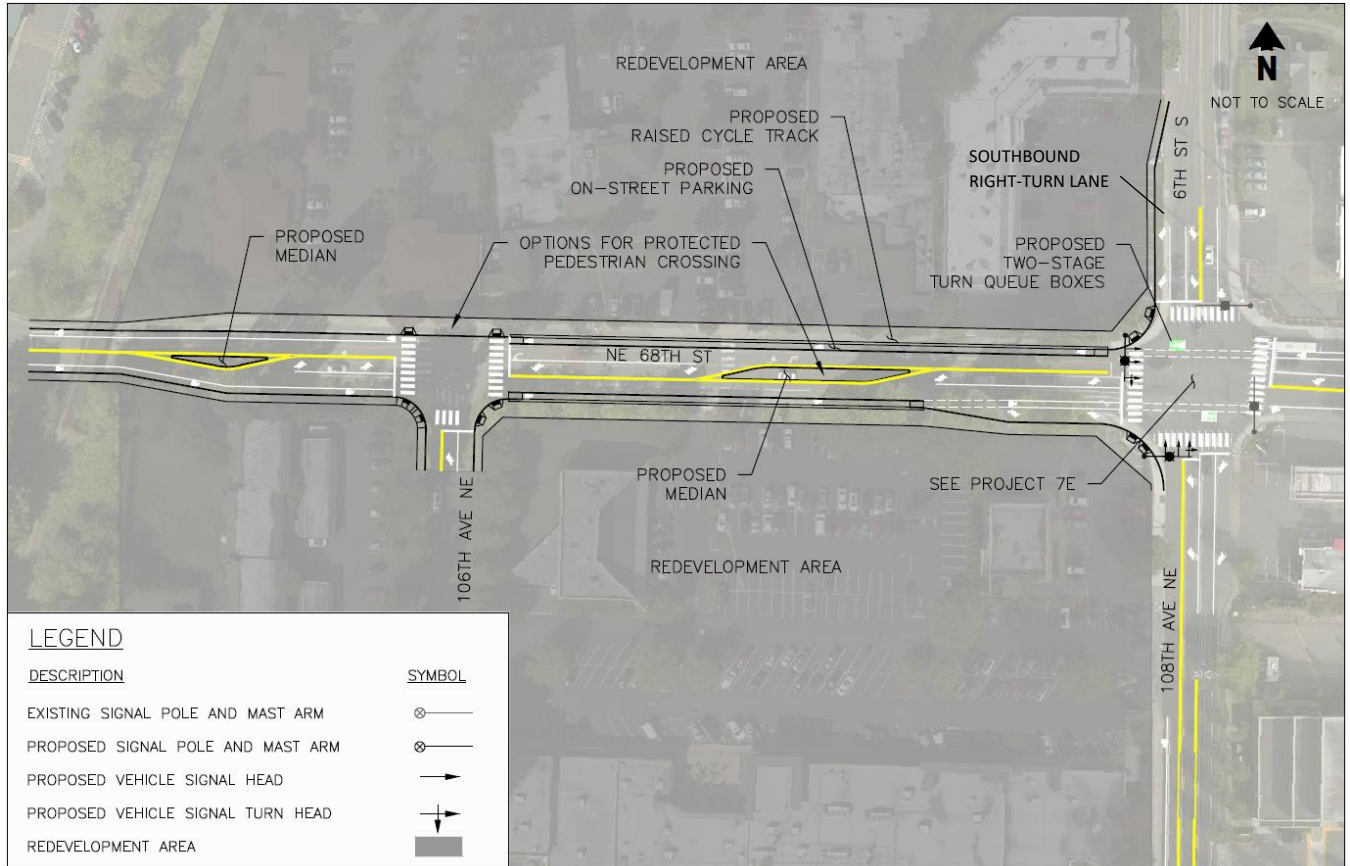 REDEVELOPMENT AREA
N
NOT TO SCALE
PROPOSED
RAISED CYCLE TRACK
PROPOSED
ON-STREET PARKING
SOUTHBOUND
RIGHT-TURN LANE
6TH ST S
PROPOSED
MEDIAN
OPTIONS FOR PROTECTED
PEDESTRIAN CROSSING
PROPOSED
TWO-STAGE
TURN QUEUE BOXES
NE 68TH ST
PROPOSED
MEDIAN
SEE PROJECT 7E
106TH AVE NE
REDEVELOPMENT AREA
108TH AVE NE
LEGEND
DESCRIPTION SYMBOL
EXISTING SIGNAL POLE AND MAST ARM
PROPOSED SIGNAL POLE AND MAST ARM
PROPOSED VEHICLE SIGNAL HEAD
PROPOSED VEHICLE SIGNAL TURN HEAD
REDEVELOPMENT AREA